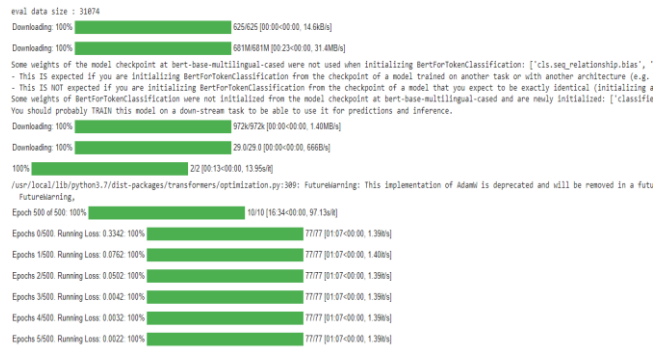 eval data size : 31074
Downloading: 100% 625/625 [00:00<00:00, 14.6kB/s]
Downloading: 100% 681M/681M [00:23<00:00, 31.4MB/s]
Some weights of the model checkpoint at bert-base-multilingual-cased were not used when initializing BertForTokenClassification: ['cls.seq_relationship.bias', '
- This IS expected if you are initializing BertForTokenClassification from the checkpoint of a model trained on another task or with another architecture (e.g.
- This IS NOT expected if you are initializing BertForTokenClassification from the checkpoint of a model that you expect to be exactly identical (initializing a
Some weights of BertForTokenClassification were not initialized from the model checkpoint at bert-base-multilingual-cased and are newly initialized: ['classifie
You should probably TRAIN this model on a down-stream task to be able to use it for predictions and inference.
Downloading: 100% 972k/972k [00:00<00:00, 1.40MB/s]
Downloading: 100% 29.0/29.0 [00:00<00:00, 666B/s]
100% 2/2 [00:13<00:00, 13.95s/it]
/usr/local/lib/python3.7/dist-packages/transformers/optimization.py:309: FutureWarning: This implementation of AdamW is deprecated and will be removed in a futu
FutureWarning,
Epoch 500 of 500: 100% 10/10 [16:34<00:00, 97.13s/it]
Epochs 0/500. Running Loss: 0.3342: 100% 77/77 [01:07<00:00, 1.39it/s]
Epochs 1/500. Running Loss: 0.0762: 100% 77/77 [01:07<00:00, 1.40it/s]
Epochs 2/500. Running Loss: 0.0502: 100% 77/77 [01:07<00:00, 1.39it/s]
Epochs 3/500. Running Loss: 0.0042: 100% 77/77 [01:07<00:00, 1.39it/s]
Epochs 4/500. Running Loss: 0.0032: 100% 77/77 [01:07<00:00, 1.39it/s]
Epochs 5/500. Running Loss: 0.0022: 100% 77/77 [01:07<00:00, 1.39it/s]